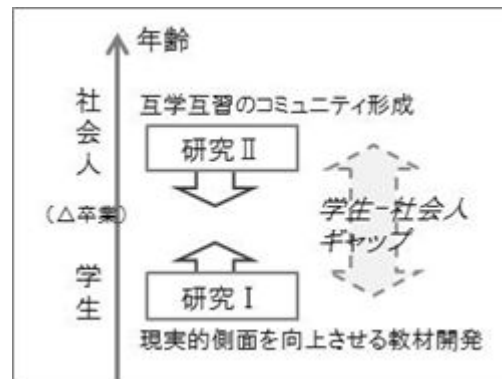 年齢
社会人
互学互習のコミュニティ形成
研究Ⅱ
(△卒業)
学生-社会人
ギャップ
学生
研究Ⅰ
現実的側面を向上させる教材開発